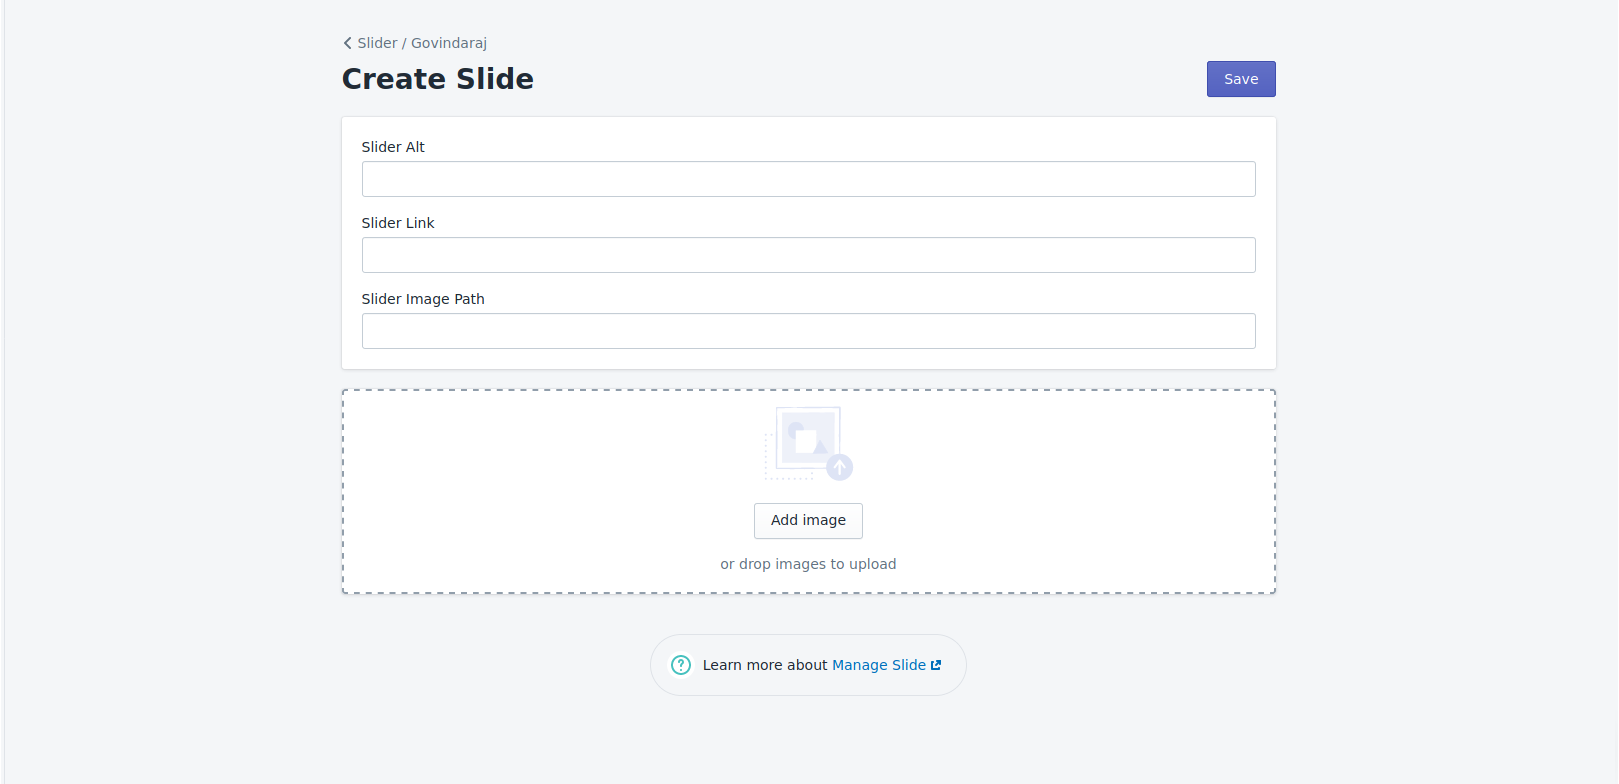 Slider / Govindaraj
Create Slide
Save
Slider Alt
Slider Link
Slider Image Path
Add image
or drop images to upload
Learn more about Manage Slide